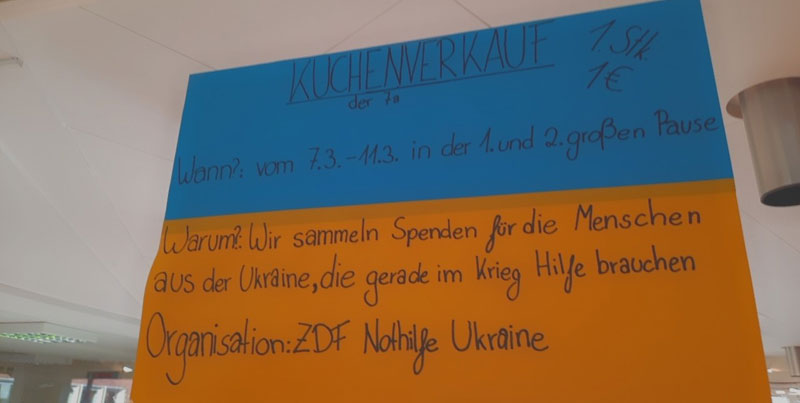 KUCHENVERKAUF
1 Stk
1€
der 7a
Wann?: vom 7.3. - 11.3. in der 1. und 2. großen Pause
Warum?: Wir sammeln Spenden für die Menschen
aus der Ukraine, die gerade im Krieg Hilfe brauchen
Organisation: ZDF Nothilfe Ukraine